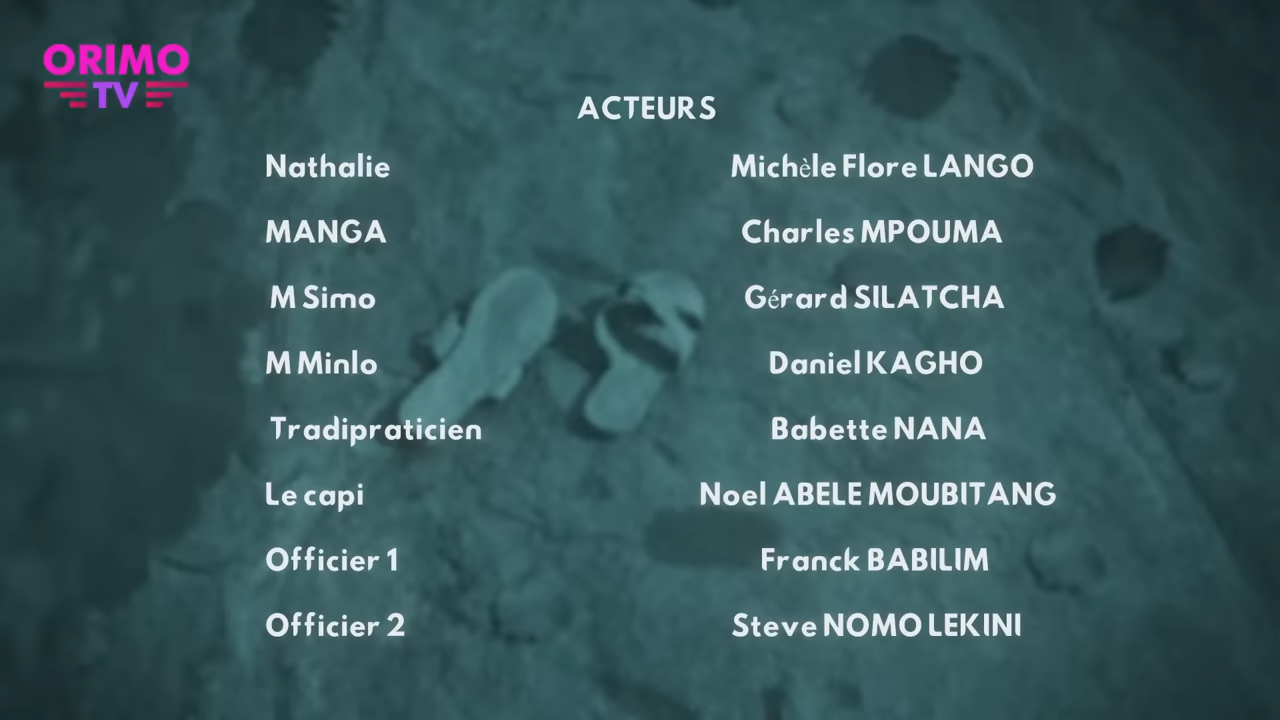 ORIMO
TV
ACTEURS
Nathalie Michèle Flore LANGO
MANGA Charles MPOUMA
M Simo Gérard SILATCHA
M Minlo Daniel KAGHO
Tradipraticien Babette NANA
Le capi Noel ABELE MOUBITANG
Officier 1 Franck BABILIM
Officier 2 Steve NOMO LEKINI